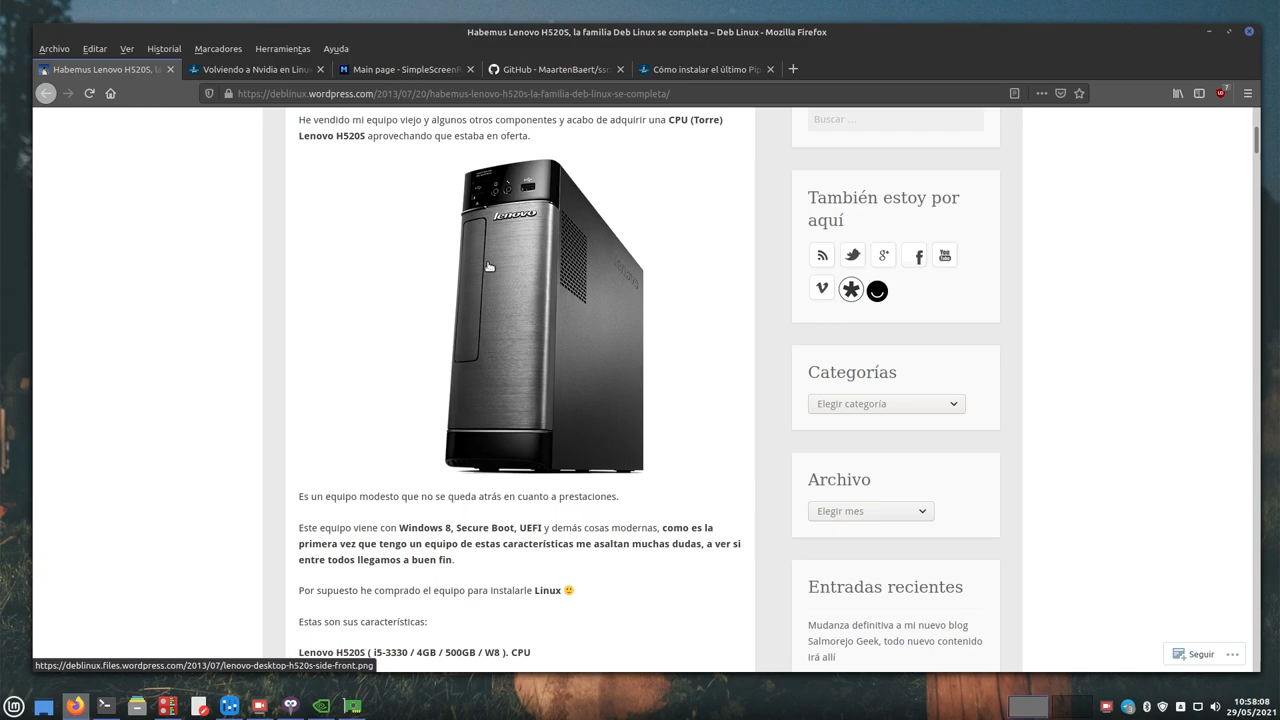 Habemus Lenovo H520S, la familia Deb Linux se completa – Deb Linux - Mozilla Firefox
Archivo Editar Ver Historial Marcadores Herramientas Ayuda
Habemus Lenovo H520S, la
Volviendo a Nvidia en Linu
Main page - SimpleScreenR
GitHub - MaartenBaert/ssr
Cómo instalar el último Pip
https://deblinux.wordpress.com/2013/07/20/habemus-lenovo-h520s-la-familia-deb-linux-se-completa/
7
He vendido mi equipo viejo y algunos otros componentes y acabo de adquirir una CPU (Torre)
Lenovo H520S aprovechando que estaba en oferta.
lenovo
Es un equipo modesto que no se queda atrás en cuanto a prestaciones.
Este equipo viene con Windows 8, Secure Boot, UEFI y demás cosas modernas, como es la
primera vez que tengo un equipo de estas características me asaltan muchas dudas, a ver si
entre todos llegamos a buen fin.
Por supuesto he comprado el equipo para instalarle Linux 🙂
Estas son sus características:
Lenovo H520S ( i5-3330 / 4GB / 500GB / W8 ). CPU
Buscar …
También estoy por
aquí
You Tube
Categorías
Elegir categoría
Archivo
Elegir mes
Entradas recientes
Mudanza definitiva a mi nuevo blog
Salmorejo Geek, todo nuevo contenido
irá allí
Seguir
https://deblinux.files.wordpress.com/2013/07/lenovo-desktop-h520s-side-front.png
10:58:08
29/05/2021